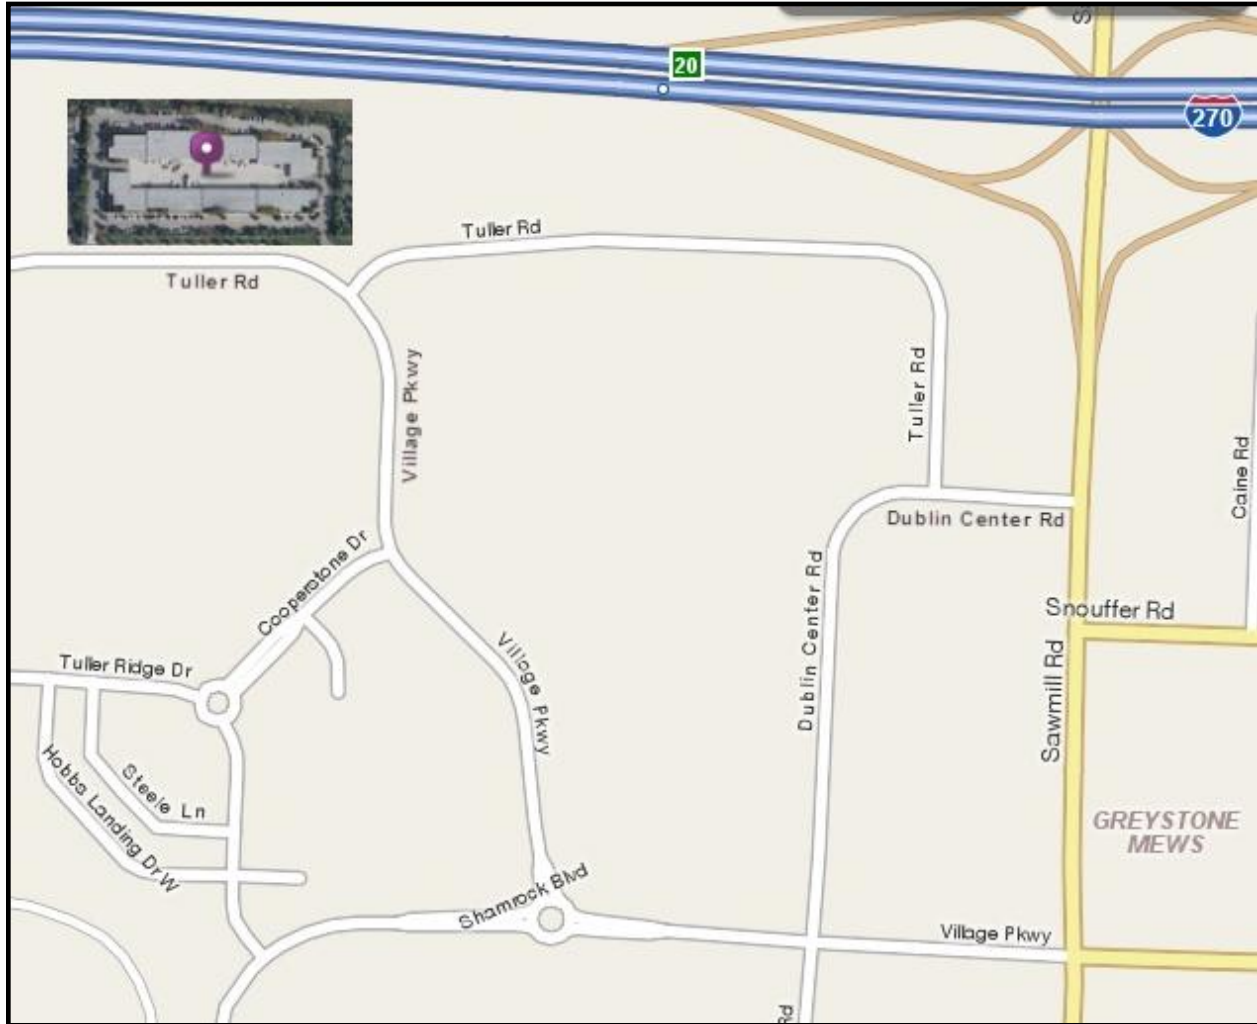 S
20
270
Tuller Rd
Tuller Rd
Village Pkwy
Tuller Rd
Caine Rd
Dublin Center Rd
Cooperstone Dr
Dublin Center Rd
Snouffer Rd
Village Pkwy
Sawmill Rd
Tuller Ridge Dr
Hobbs Landing Dr W
Steele Ln
GREYSTONE
MEWS
Shamrock Blvd
Village Pkwy
Rd